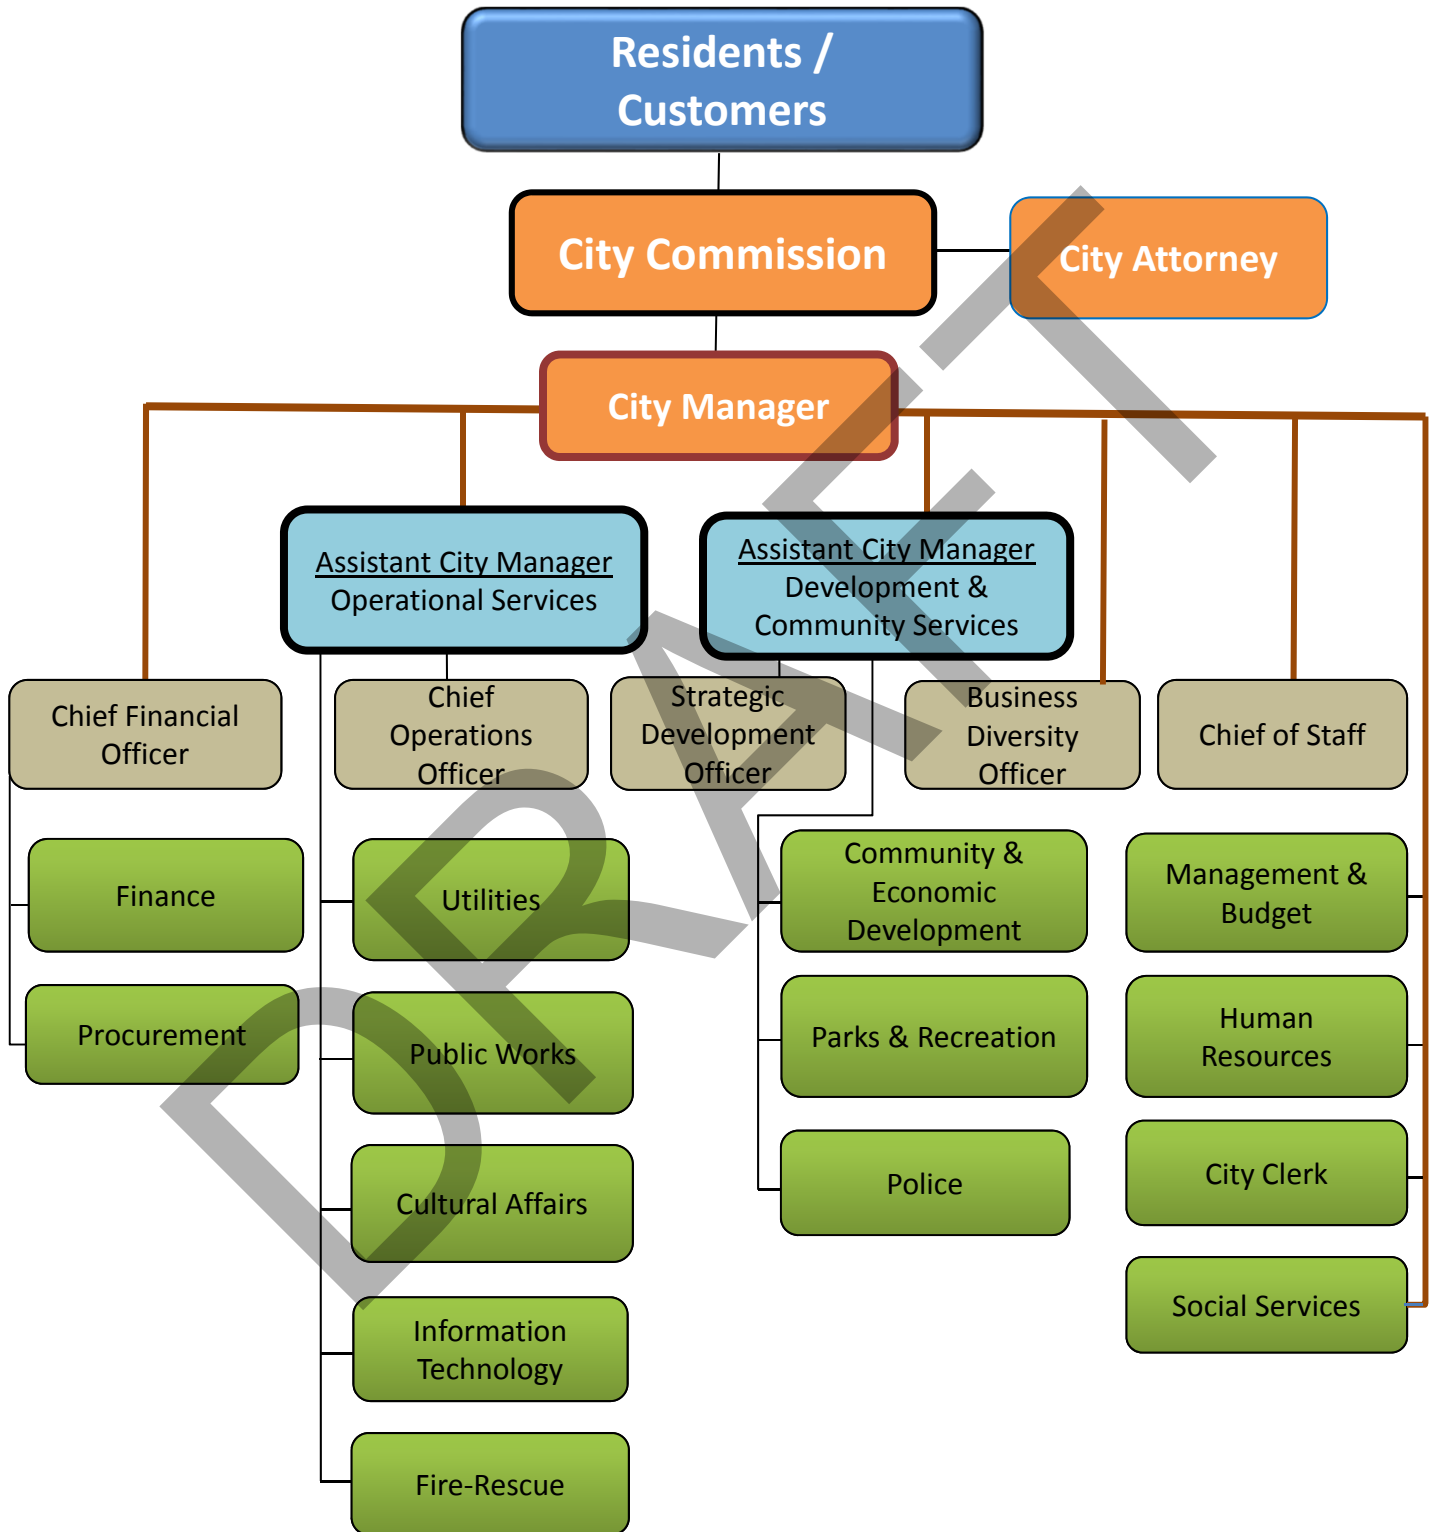 Residents /
Customers
City Commission
City Attorney
City Manager
Assistant City Manager
Operational Services
Assistant City Manager
Development &
Community Services
Chief Financial
Officer
Chief
Operations
Officer
Strategic
Development
Officer
Business
Diversity
Officer
Chief of Staff
Finance
Procurement
Utilities
Public Works
Cultural Affairs
Information
Technology
Fire-Rescue
Community &
Economic
Development
Parks & Recreation
Police
Management &
Budget
Human
Resources
City Clerk
Social Services
DRAFT